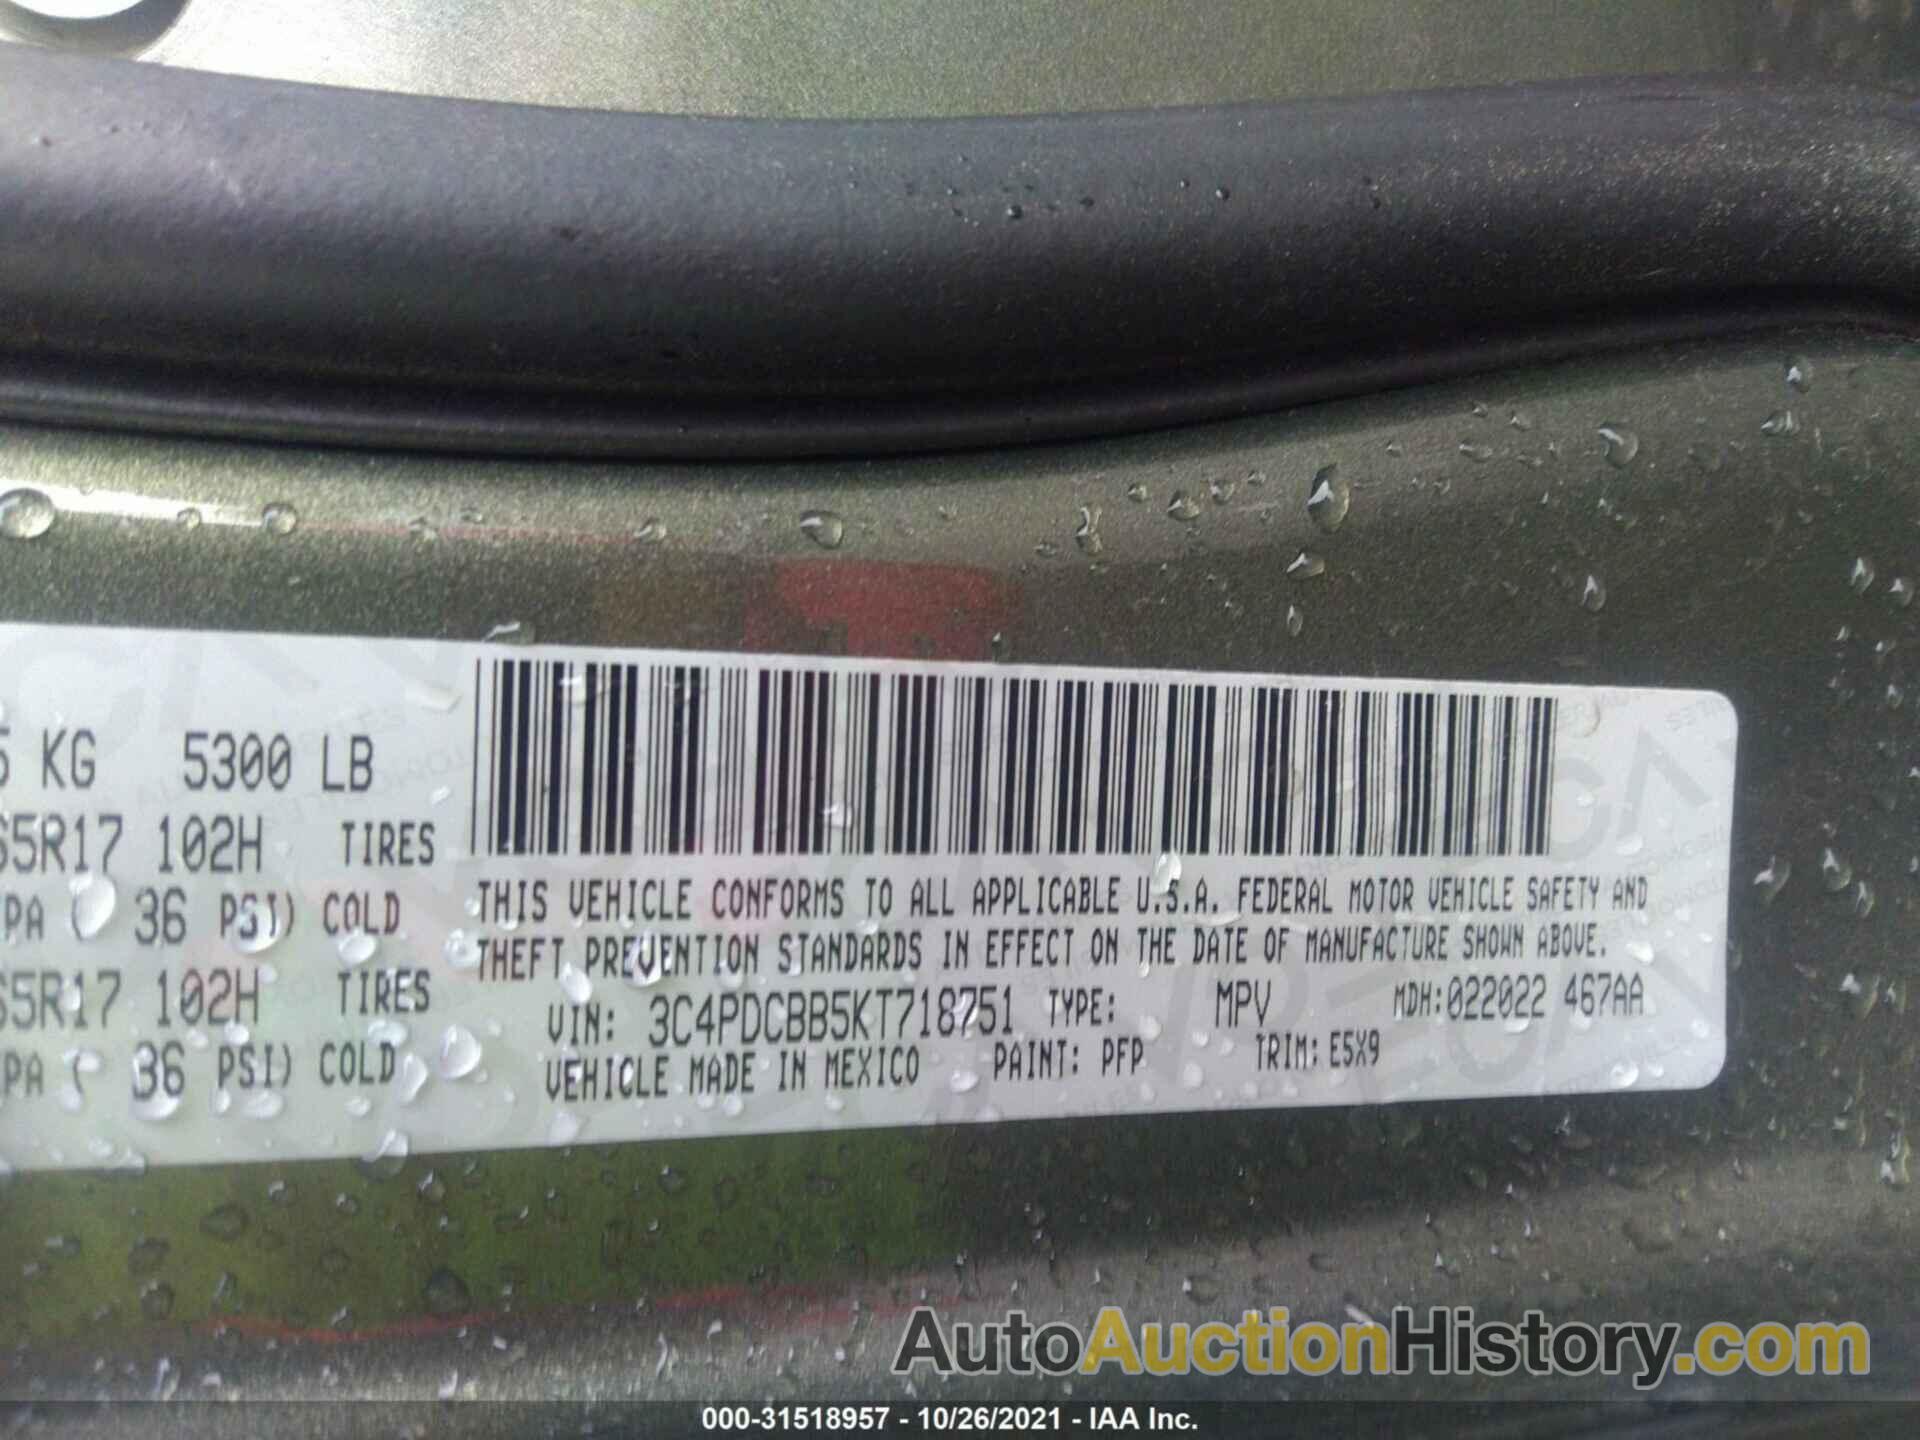 5 KG 5300 LB
65R17 102H TIRES
PA ( 36 PSI) COLD
65R17 102H TIRES
PA ( 36 PSI) COLD
THIS VEHICLE CONFORMS TO ALL APPLICABLE U.S.A. FEDERAL MOTOR VEHICLE SAFETY AND
THEFT PREVENTION STANDARDS IN EFFECT ON THE DATE OF MANUFACTURE SHOWN ABOVE.
VIN: 3C4PDCBB5KT718751 TYPE: MPV MDH:022022 467AA
VEHICLE MADE IN MEXICO PAINT: PFP TRIM: E5X9
AutoAuctionHistory.com
000-31518957 - 10/26/2021 - IAA Inc.